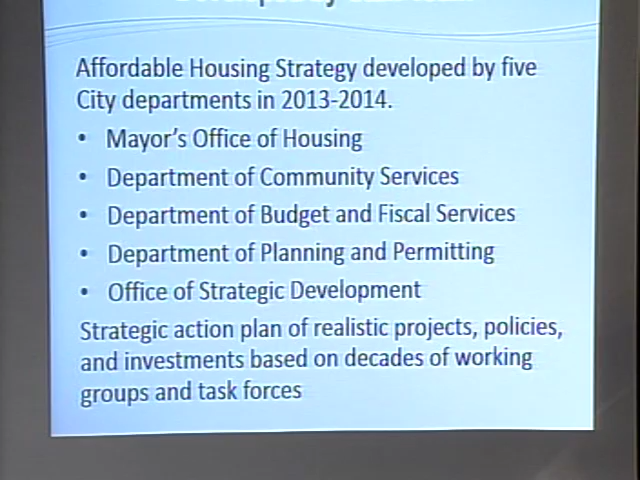 Affordable Housing Strategy developed by five
City departments in 2013-2014.
• Mayor's Office of Housing
• Department of Community Services
• Department of Budget and Fiscal Services
• Department of Planning and Permitting
• Office of Strategic Development
Strategic action plan of realistic projects, policies,
and investments based on decades of working
groups and task forces